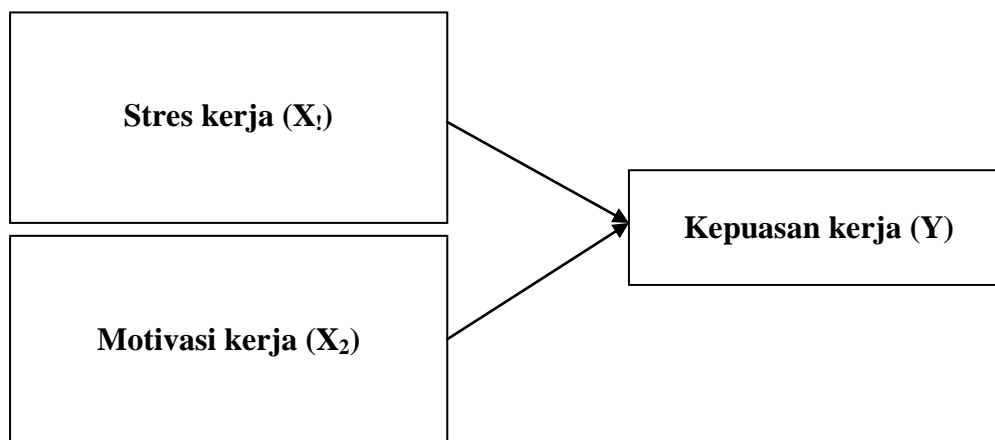 Stres kerja (X!)
Kepuasan kerja (Y)
Motivasi kerja (X2)